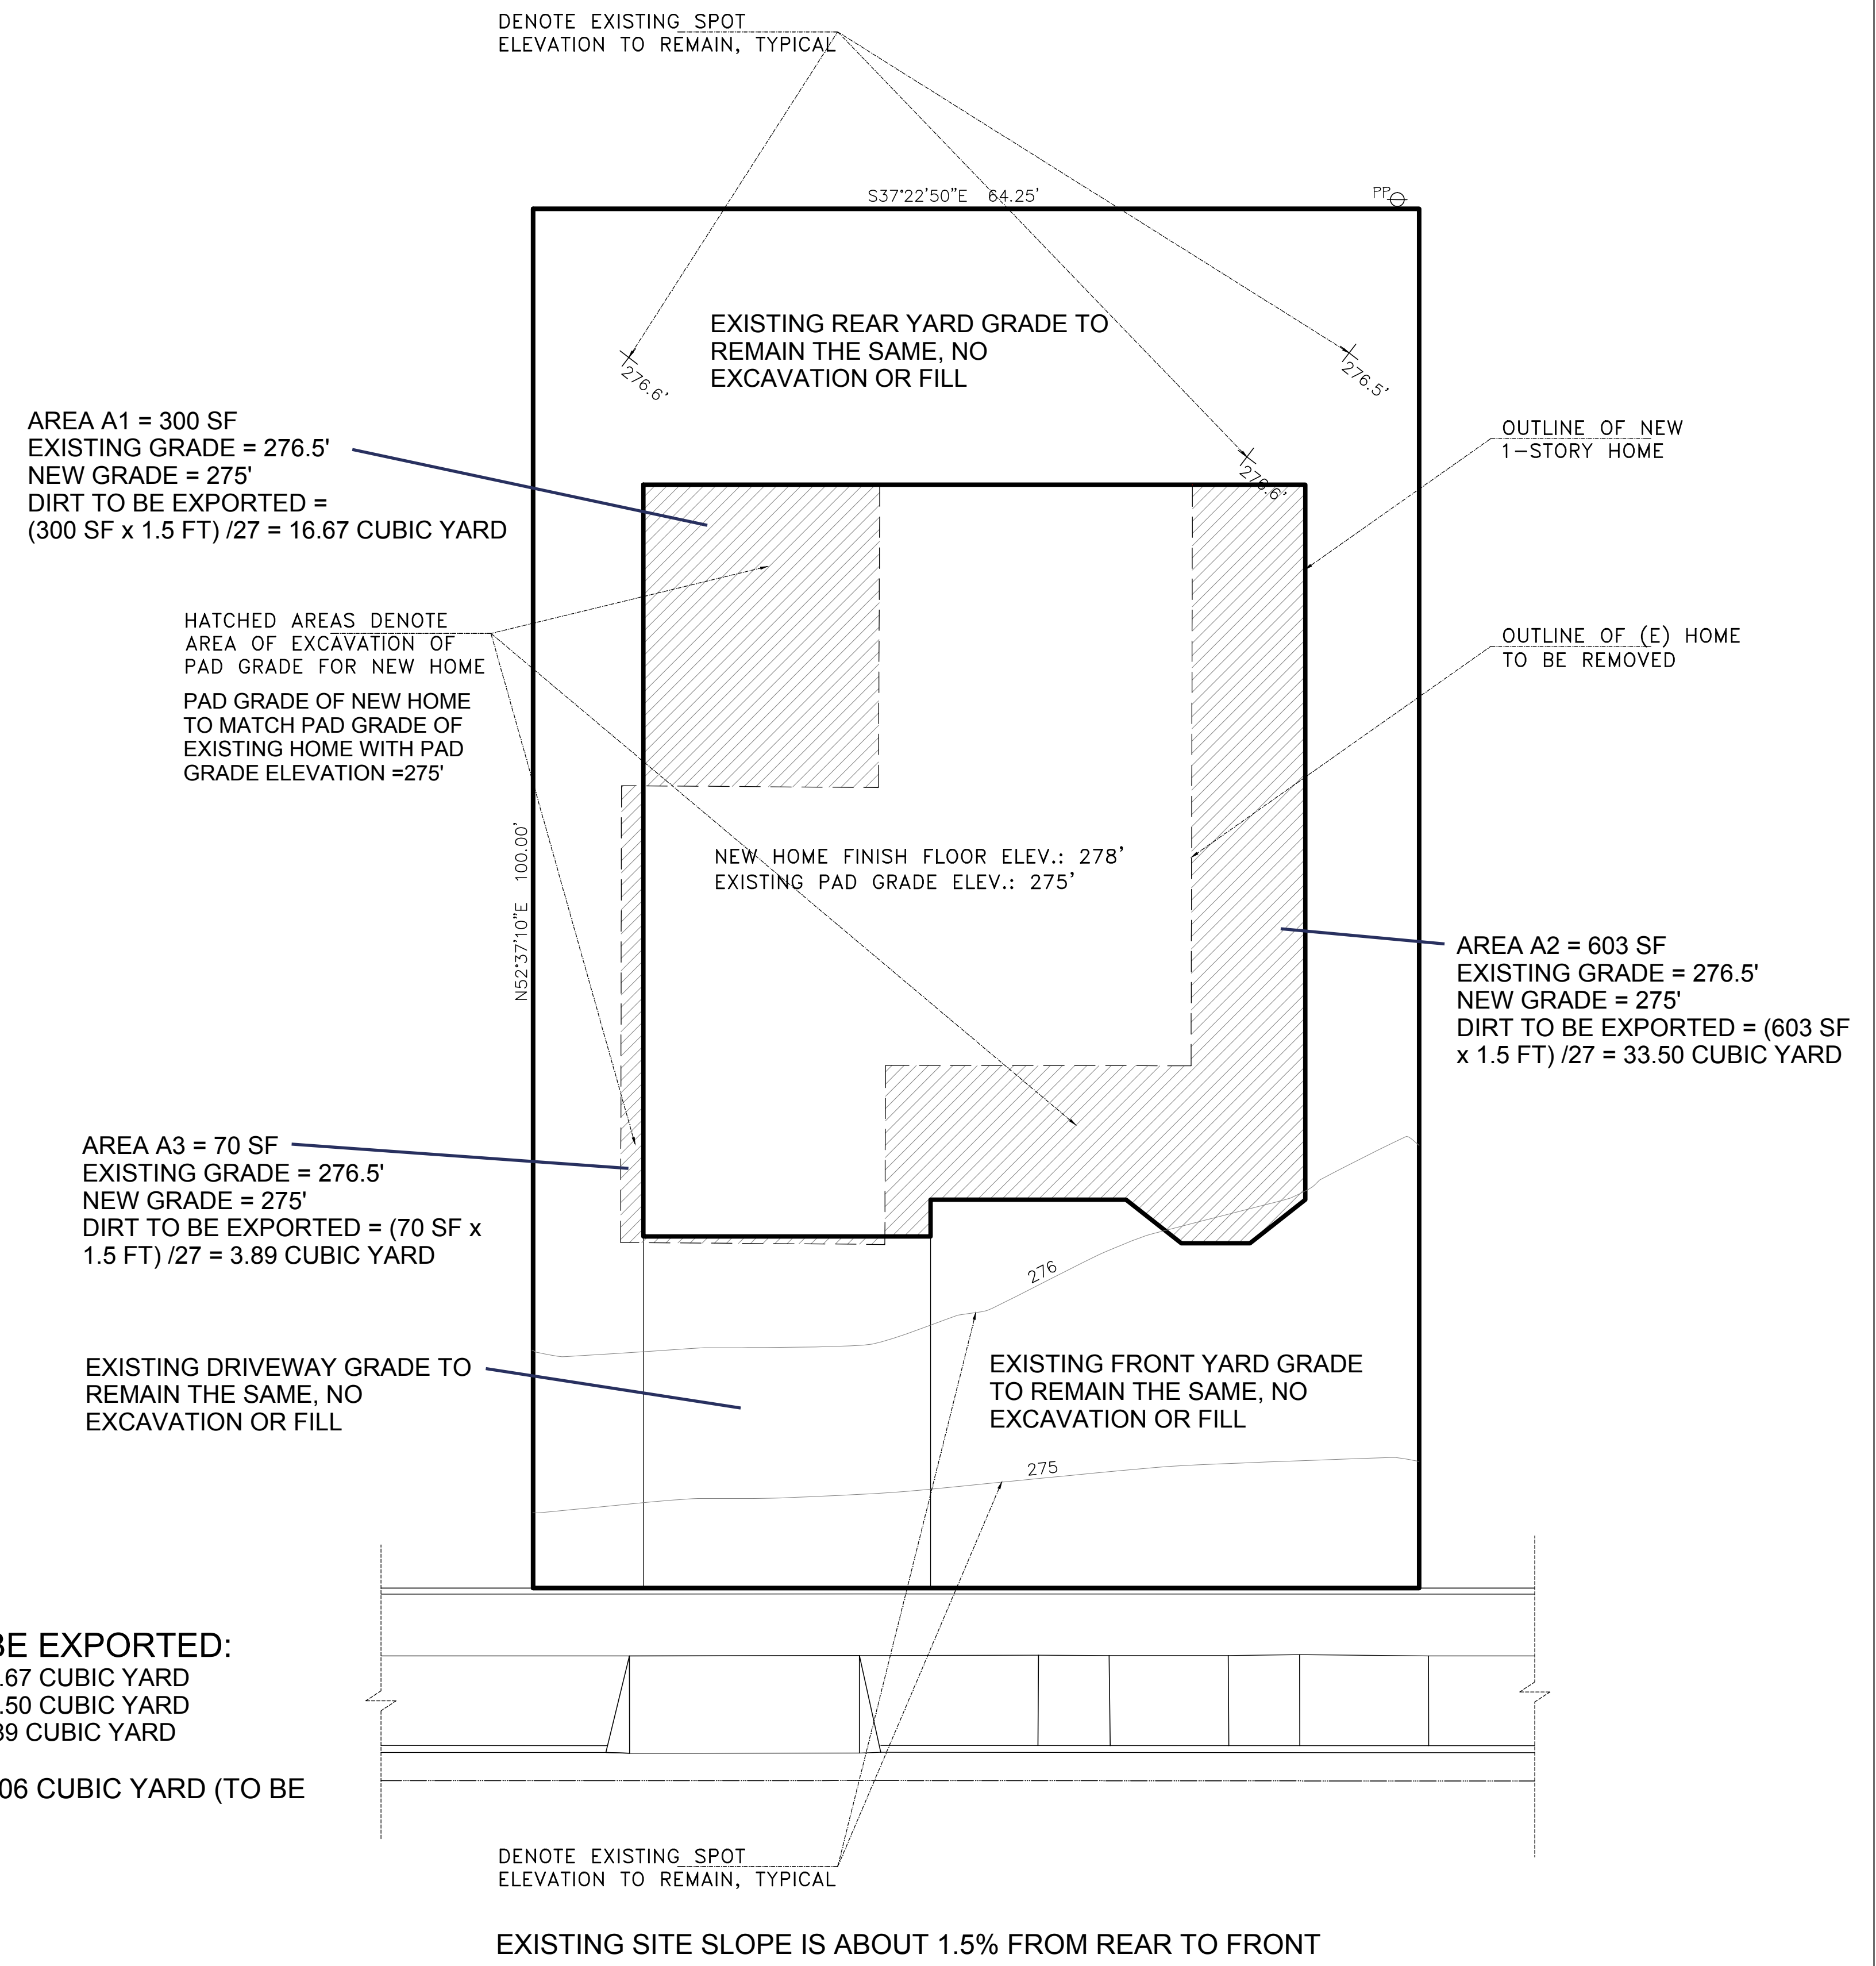 DENOTE EXISTING SPOT
ELEVATION TO REMAIN, TYPICAL
S37°22'50"E 64.25'
PP
EXISTING REAR YARD GRADE TO
REMAIN THE SAME, NO
EXCAVATION OR FILL
276.6'
276.5'
276.6'
AREA A1 = 300 SF
EXISTING GRADE = 276.5'
NEW GRADE = 275'
DIRT TO BE EXPORTED =
(300 SF x 1.5 FT) /27 = 16.67 CUBIC YARD
OUTLINE OF NEW
1-STORY HOME
HATCHED AREAS DENOTE
AREA OF EXCAVATION OF
PAD GRADE FOR NEW HOME
PAD GRADE OF NEW HOME
TO MATCH PAD GRADE OF
EXISTING HOME WITH PAD
GRADE ELEVATION =275'
OUTLINE OF (E) HOME
TO BE REMOVED
N52°37'10"E 100.00'
NEW HOME FINISH FLOOR ELEV.: 278'
EXISTING PAD GRADE ELEV.: 275'
AREA A2 = 603 SF
EXISTING GRADE = 276.5'
NEW GRADE = 275'
DIRT TO BE EXPORTED = (603 SF
x 1.5 FT) /27 = 33.50 CUBIC YARD
AREA A3 = 70 SF
EXISTING GRADE = 276.5'
NEW GRADE = 275'
DIRT TO BE EXPORTED = (70 SF x
1.5 FT) /27 = 3.89 CUBIC YARD
276
EXISTING DRIVEWAY GRADE TO
REMAIN THE SAME, NO
EXCAVATION OR FILL
EXISTING FRONT YARD GRADE
TO REMAIN THE SAME, NO
EXCAVATION OR FILL
275
BE EXPORTED:
.67 CUBIC YARD
.50 CUBIC YARD
89 CUBIC YARD
06 CUBIC YARD (TO BE
DENOTE EXISTING SPOT
ELEVATION TO REMAIN, TYPICAL
EXISTING SITE SLOPE IS ABOUT 1.5% FROM REAR TO FRONT